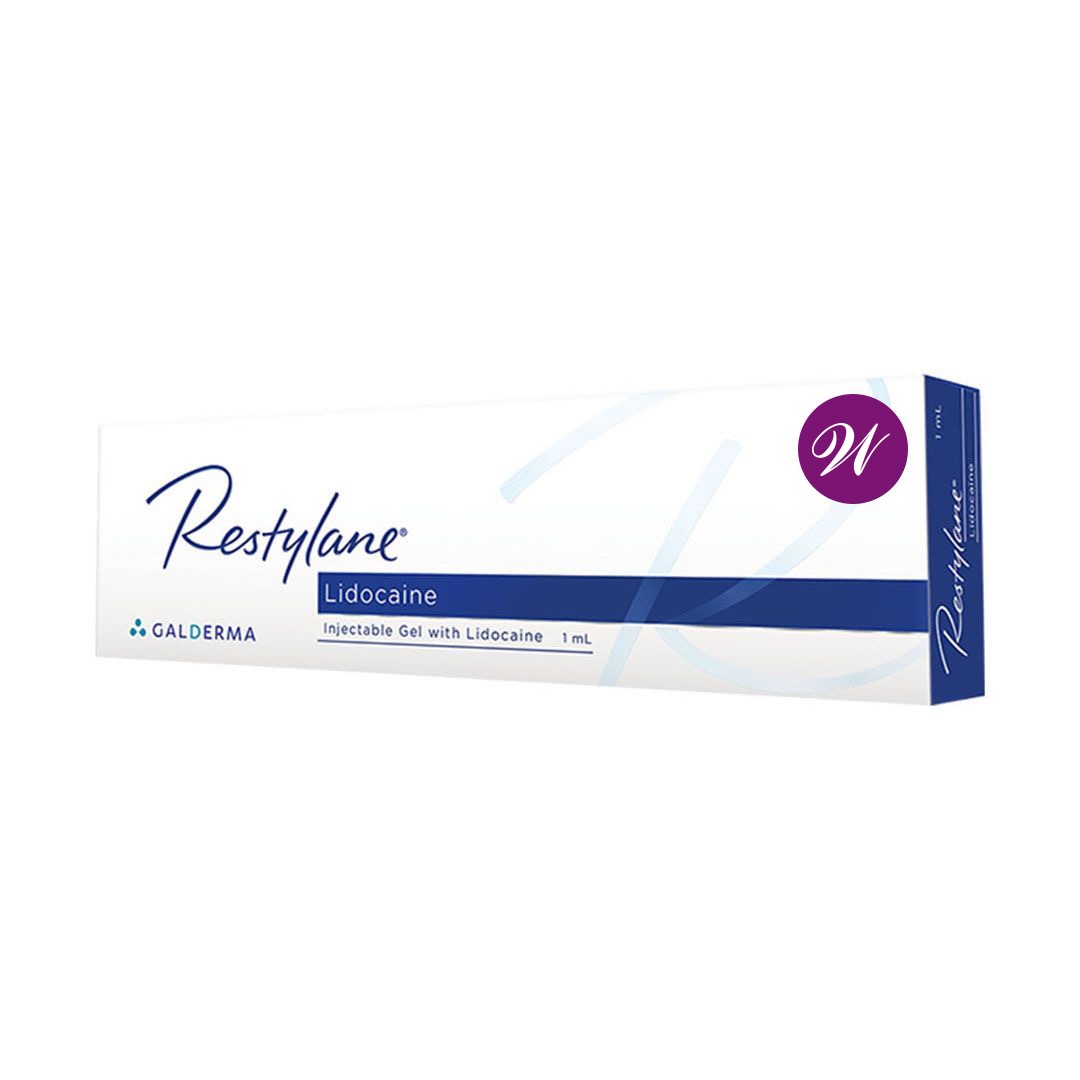 Restylane®
Lidocaine
Injectable Gel with Lidocaine 1 mL
GALDERMA
W
Restylane®
Lidocaine
1 mL